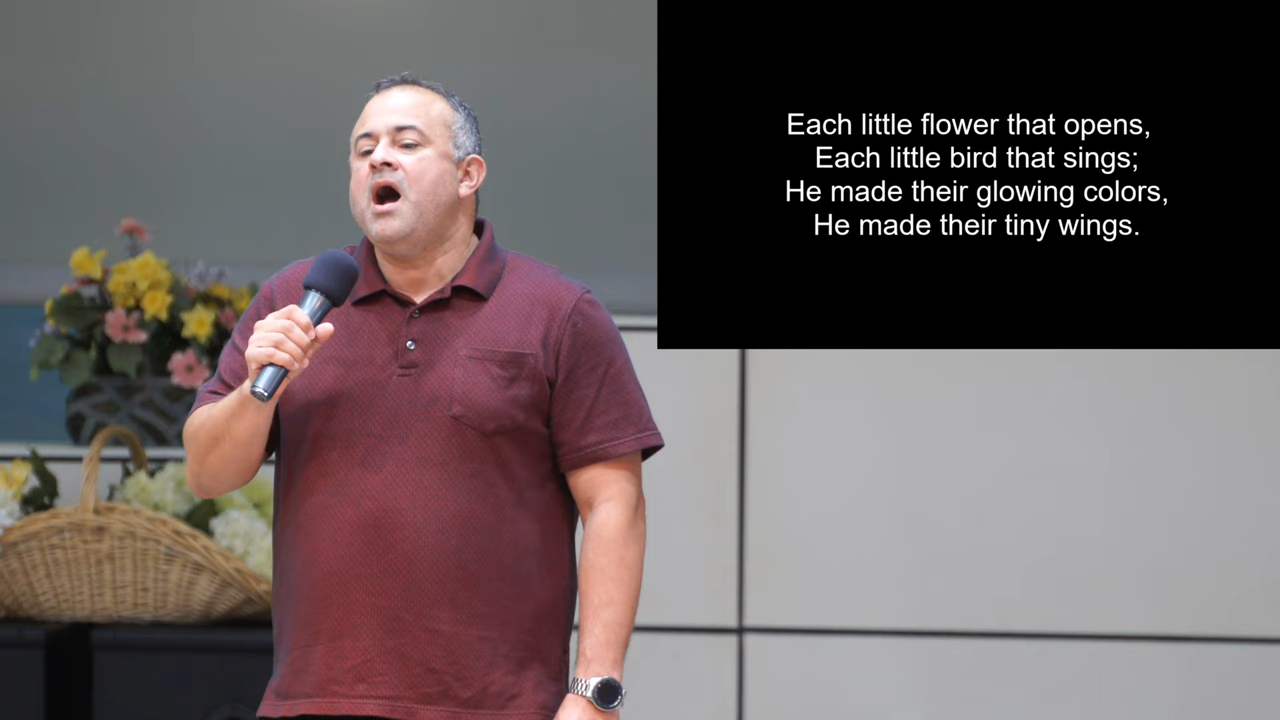 Each little flower that opens,
Each little bird that sings;
He made their glowing colors,
He made their tiny wings.